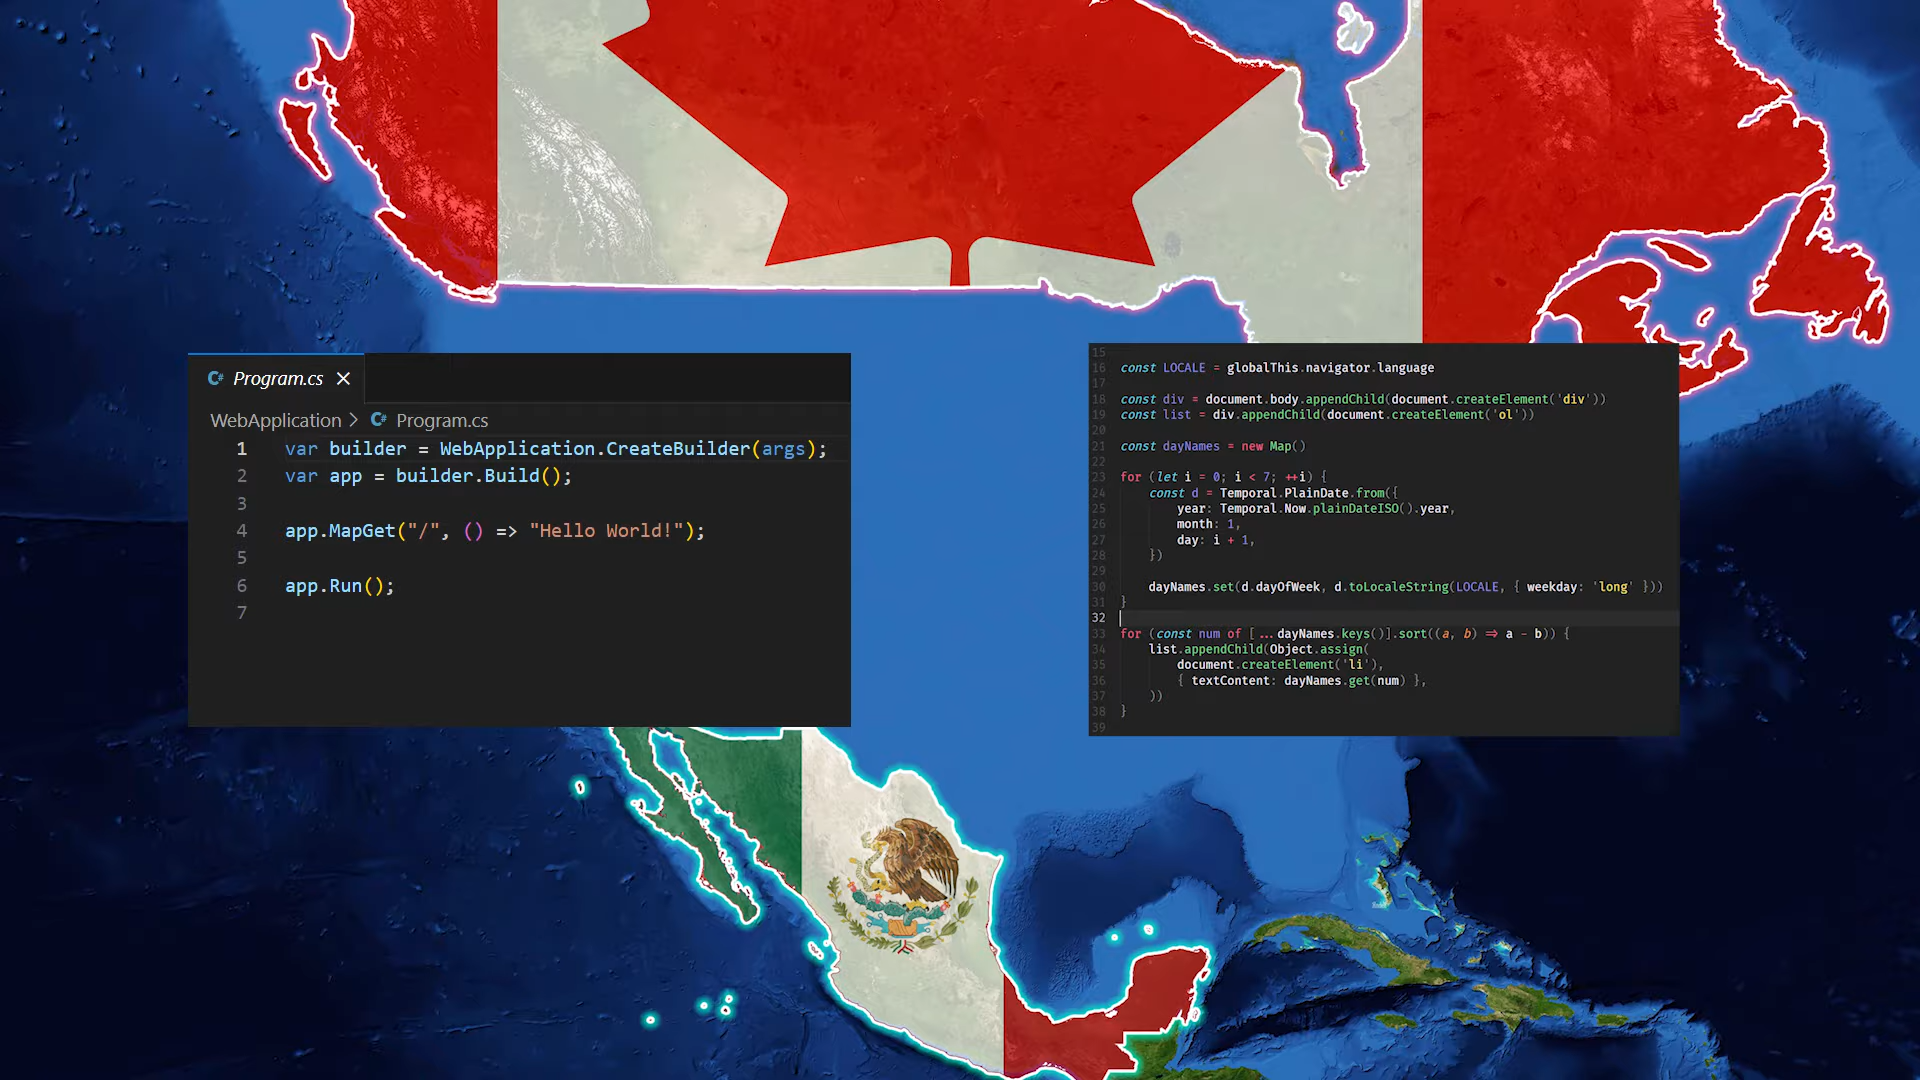 Program.cs
WebApplication > Program.cs
1 var builder = WebApplication.CreateBuilder(args);
2 var app = builder.Build();
3
4 app.MapGet("/", () => "Hello World!");
5
6 app.Run();
7
15
16 const LOCALE = globalThis.navigator.language
17
18 const div = document.body.appendChild(document.createElement('div'))
19 const list = div.appendChild(document.createElement('ol'))
20
21 const dayNames = new Map()
22
23 for (let i = 0; i < 7; ++i) {
24 const d = Temporal.PlainDate.from({
25 year: Temporal.Now.plainDateISO().year,
26 month: 1,
27 day: i + 1,
28 })
29
30 dayNames.set(d.dayOfWeek, d.toLocaleString(LOCALE, { weekday: 'long' }))
31 }
32
33 for (const num of [...dayNames.keys()].sort((a, b) => a - b)) {
34 list.appendChild(Object.assign(
35 document.createElement('li'),
36 { textContent: dayNames.get(num) },
37 ))
38 }
39